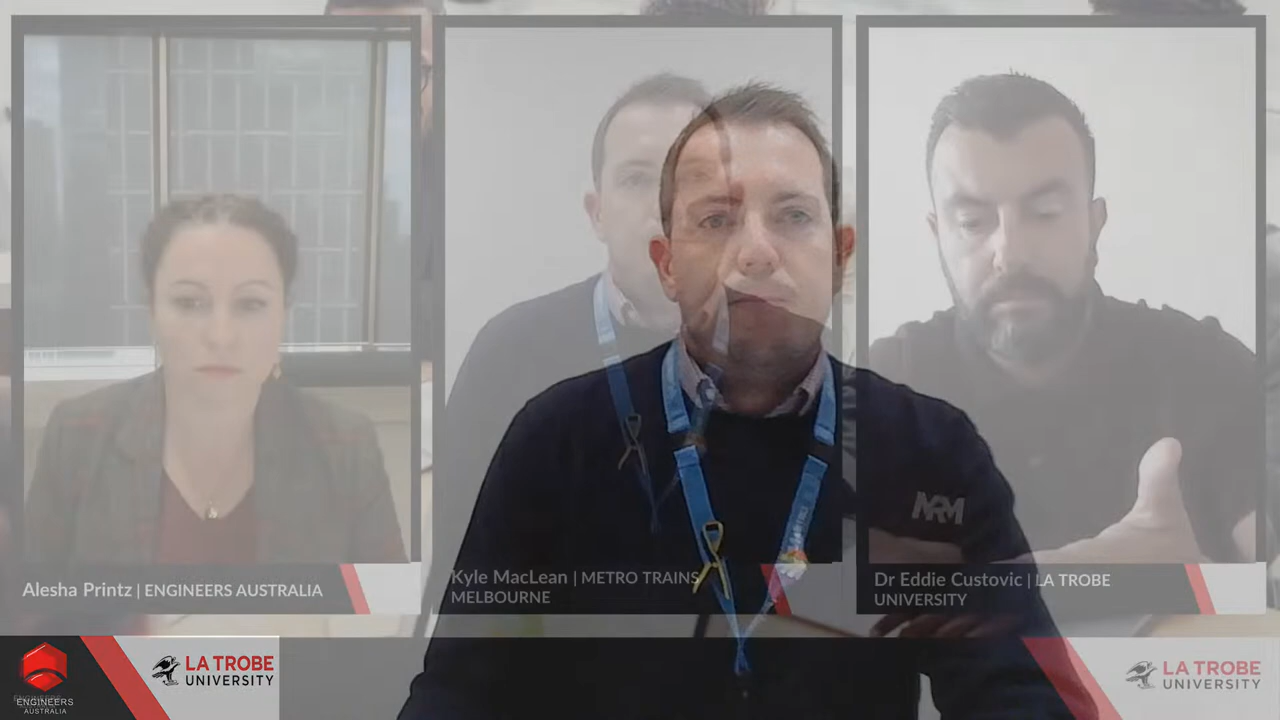 Alesha Printz | ENGINEERS AUSTRALIA
Kyle MacLean | METRO TRAINS
MELBOURNE
Dr Eddie Custovic | LA TROBE
UNIVERSITY
MRM
ENGINEERS
AUSTRALIA
LA TROBE
UNIVERSITY
LA TROBE
UNIVERSITY